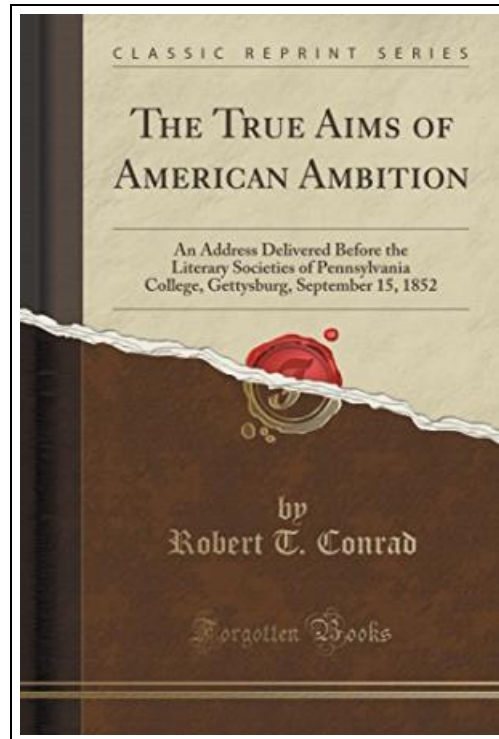 CLASSIC REPRINT SERIES
THE TRUE AIMS OF
AMERICAN AMBITION
An Address Delivered Before the
Literary Societies of Pennsylvania
College, Gettysburg, September 15, 1852
by
Robert T. Conrad
Forgotten Books